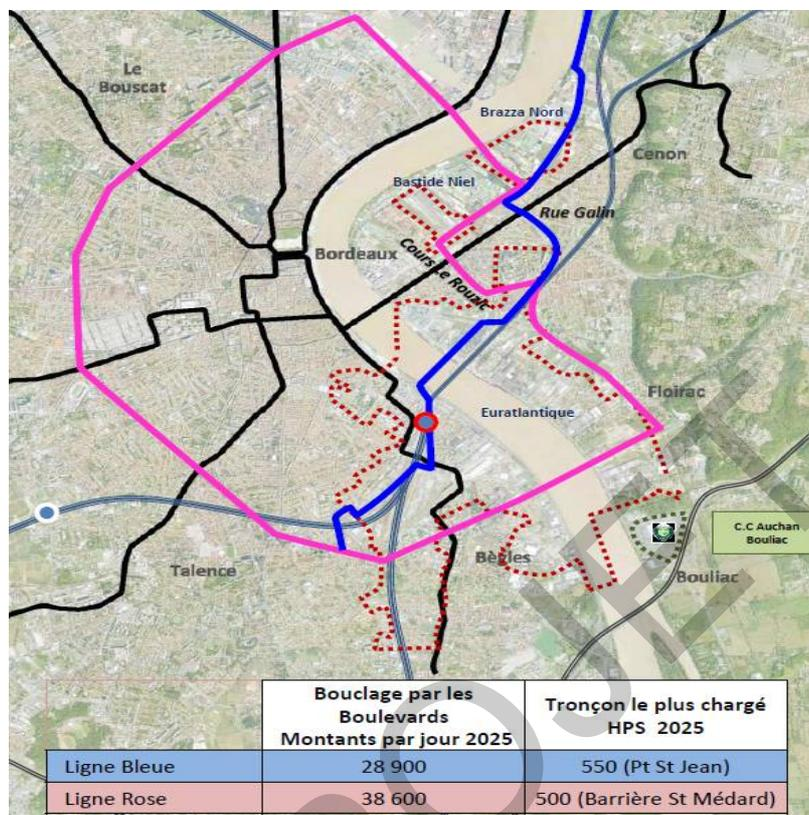 Le
Bouscat
Brazza Nord
Cenon
Bastide Niel
Rue Galin
Bordeaux
Cours Le Rouzic
Floirac
Euratlantique
C.C Auchan
Bouliac
Talence
Bègles
Bouliac
Bouclage par les
Boulevards
Montants par jour 2025
Tronçon le plus chargé
HPS 2025
Ligne Bleue 28 900 550 (Pt St Jean)
Ligne Rose 38 600 500 (Barrière St Médard)